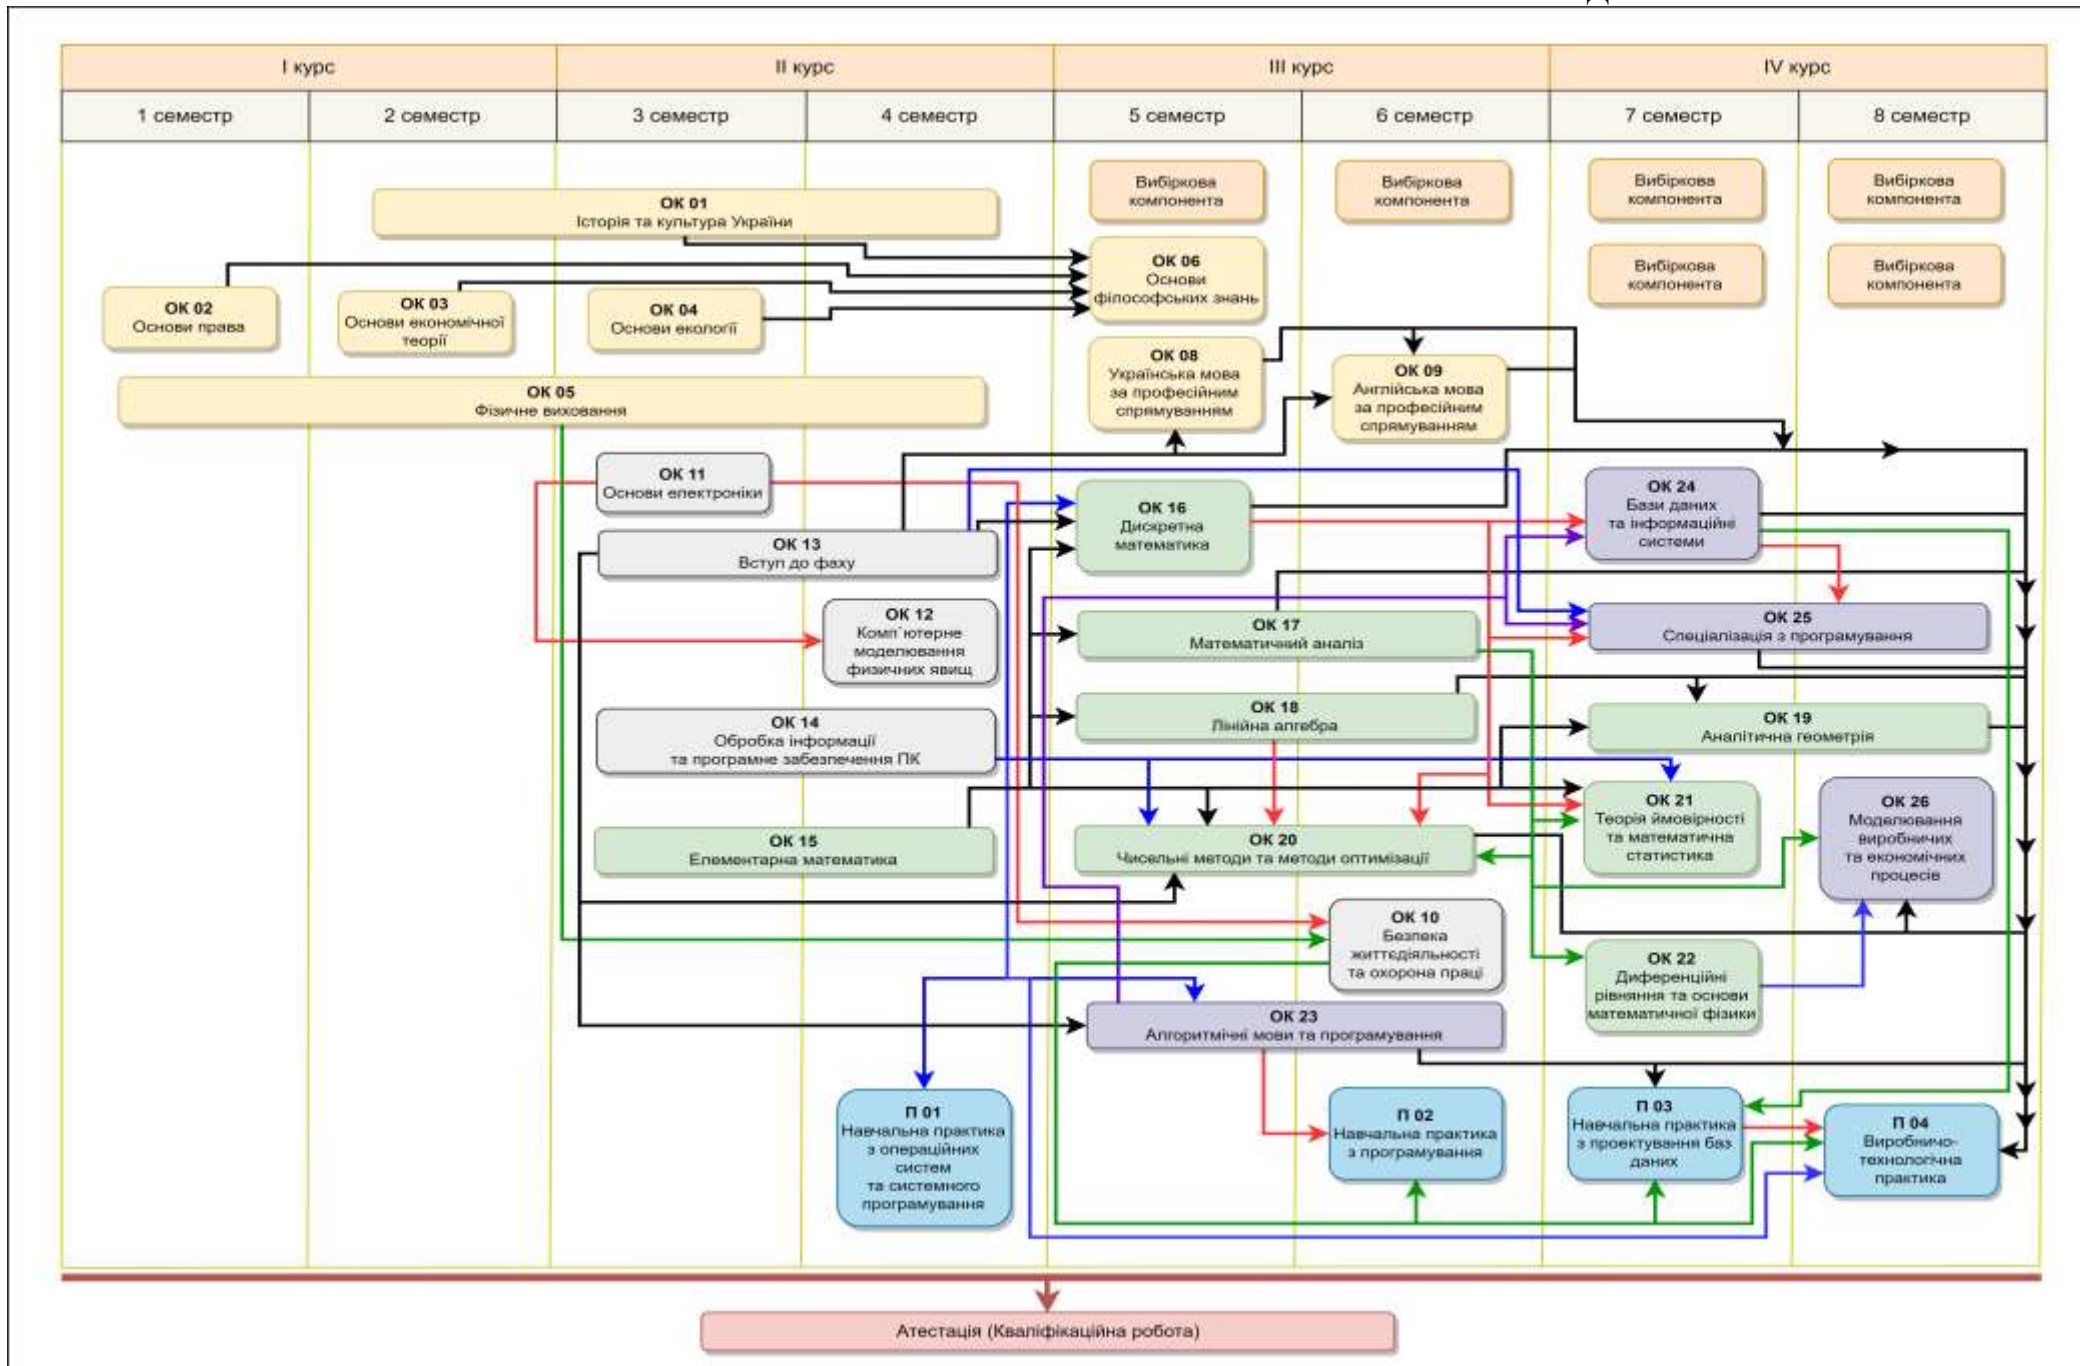 I курс
II курс
III курс
IV курс
1 семестр
2 семестр
3 семестр
4 семестр
5 семестр
6 семестр
7 семестр
8 семестр
Вибіркова
компонента
Вибіркова
компонента
Вибіркова
компонента
Вибіркова
компонента
ОК 01
Історія та культура України
ОК 06
Основи
філософських знань
Вибіркова
компонента
Вибіркова
компонента
ОК 02
Основи права
ОК 03
Основи економічної
теорії
ОК 04
Основи екології
ОК 08
Українська мова
за професійним
спрямуванням
ОК 09
Англійська мова
за професійним
спрямуванням
ОК 05
Фізичне виховання
ОК 11
Основи електроніки
ОК 16
Дискретна
математика
ОК 24
Бази даних
та інформаційні
системи
ОК 13
Вступ до фаху
ОК 12
Комп`ютерне
моделювання
физичних явищ
ОК 17
Математичний аналіз
ОК 25
Спеціалізація з програмування
ОК 14
Обробка інформації
та програмне забезпечення ПК
ОК 18
Лінійна алгебра
ОК 19
Аналітична геометрія
ОК 21
Теорія ймовірності
та математична
статистика
ОК 26
Моделювання
виробничих
та економічних
процесів
ОК 15
Елементарна математика
ОК 20
Чисельні методи та методи оптимізації
ОК 10
Безпека
життєдіяльності
та охорона праці
ОК 22
Диференційні
рівняння та основи
математичної фізики
ОК 23
Алгоритмічні мови та програмування
П 01
Навчальна практика
з операційних
систем
та системного
програмування
П 02
Навчальна практика
з програмування
П 03
Навчальна практика
з проектування баз
даних
П 04
Виробничо-
технологічна
практика
Атестація (Кваліфікаційна робота)